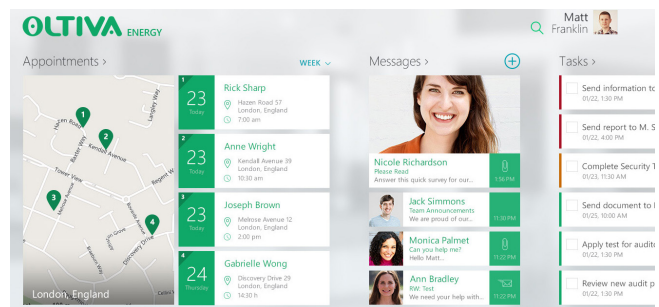 OLTIVA ENERGY
Matt
Franklin
Appointments >
WEEK
Messages >
Tasks >
Hazen Road
Baxter Way
Kendall Avenue
Langley Way
Tower View
Regent W
Melrose Avenue
Discovery Drive
London, England
1
2
3
4
1
23
Today
Rick Sharp
Hazen Road 57
London, England
7:00 am
2
23
Today
Anne Wright
Kendall Avenue 39
London, England
10:30 am
3
23
Today
Joseph Brown
Melrose Avenue 12
London, England
2:00 pm
4
24
Thursday
Gabrielle Wong
Discovery Drive 29
London, England
14:30 h
Nicole Richardson
Please Read
Answer this quick survey for our...
1:56 PM
Jack Simmons
Team Announcements
We are proud of our...
11:30 PM
Monica Palmet
Can you help me?
Hello Matt...
11:22 PM
Ann Bradley
RW: Test
We need your help with...
11:22 PM
Send information to
01/22, 1:30 PM
Send report to M. S
01/22, 4:00 PM
Complete Security T
01/23, 11:30 AM
Send document to
01/25, 10:00 AM
Apply test for audito
01/22, 1:30 PM
Review new audit p
01/22, 1:30 PM